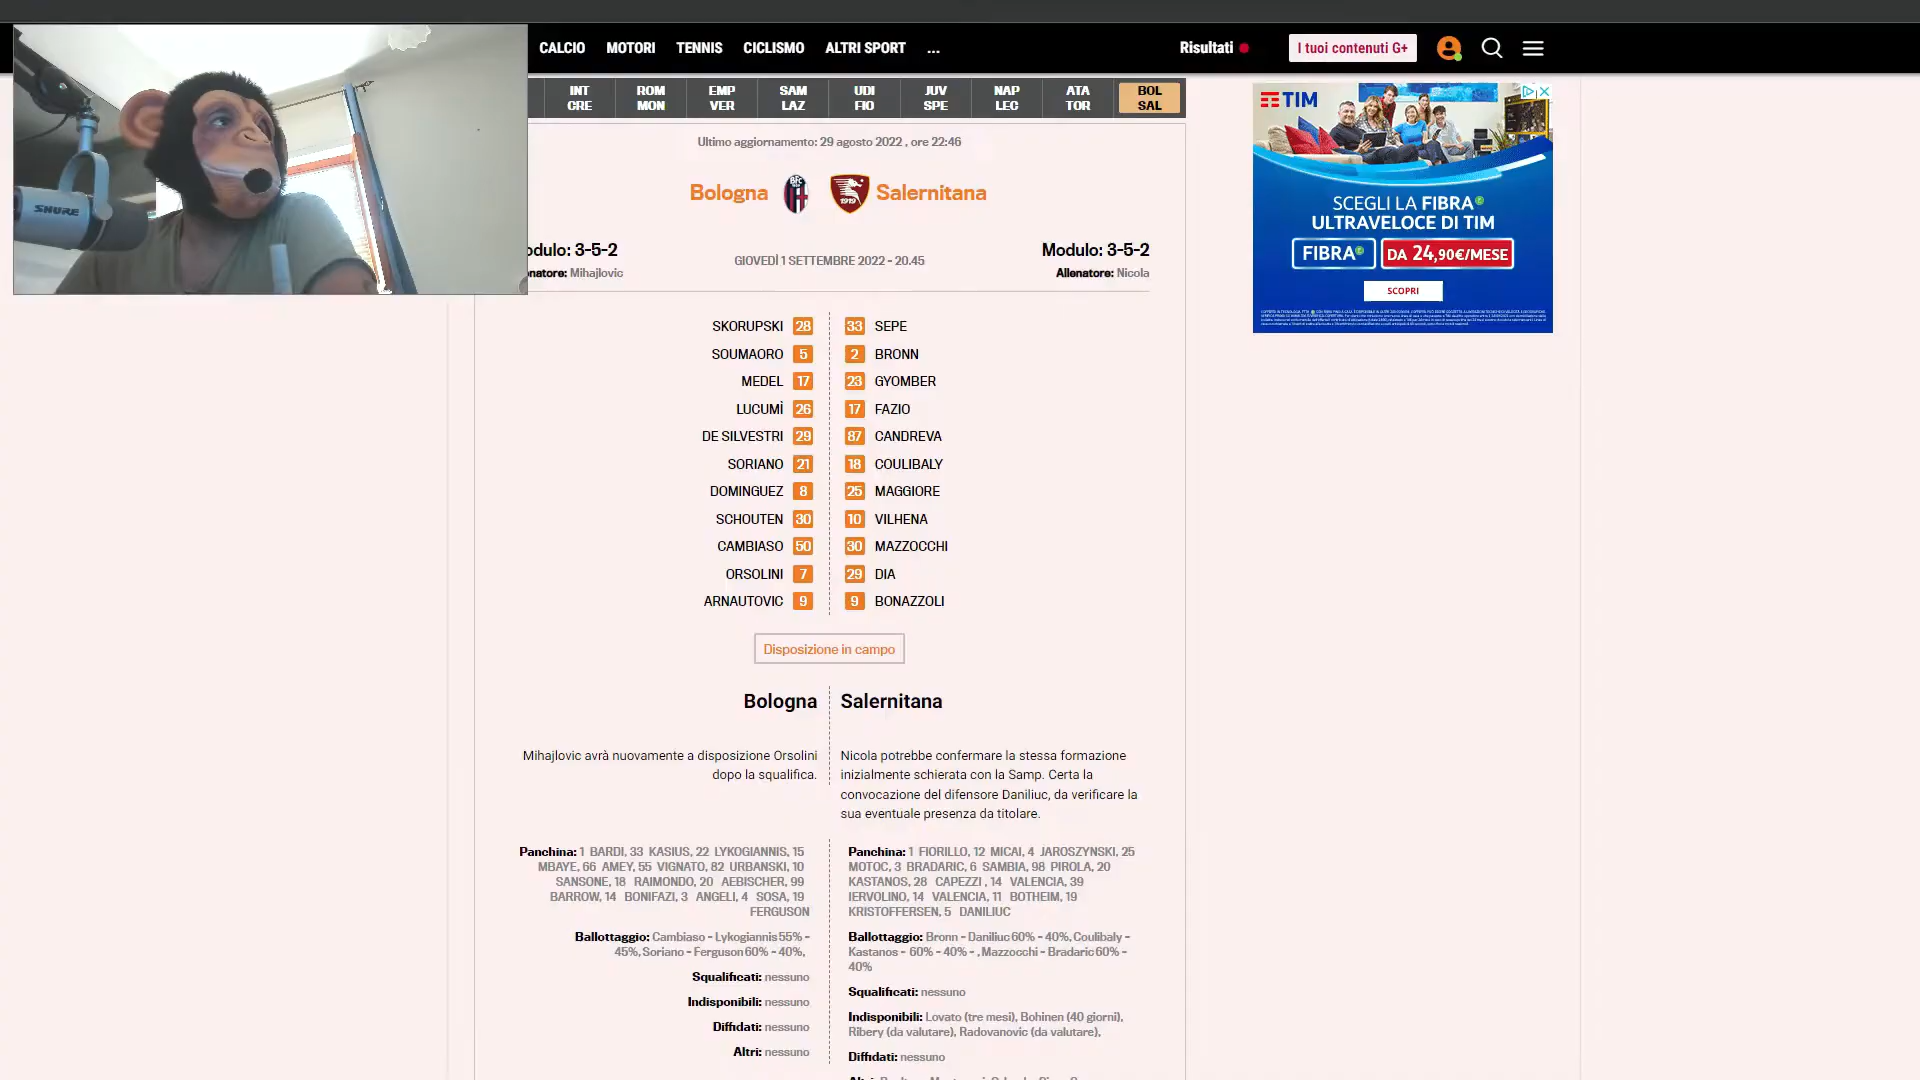 CALCIO MOTORI TENNIS CICLISMO ALTRI SPORT ... Risultati I tuoi contenuti G+
INT CRE
ROM MON
EMP VER
SAM LAZ
UDI FIO
JUV SPE
NAP LEC
ATA TOR
BOL SAL
SHURE
Ultimo aggiornamento: 29 agosto 2022 , ore 22:46
Bologna BFC 1919 Salernitana
odulo: 3-5-2
natore: Mihajlovic
GIOVEDÌ 1 SETTEMBRE 2022 - 20.45
Modulo: 3-5-2
Allenatore: Nicola
SKORUPSKI 28 33 SEPE
SOUMAORO 5 2 BRONN
MEDEL 17 23 GYOMBER
LUCUMÌ 26 17 FAZIO
DE SILVESTRI 29 87 CANDREVA
SORIANO 21 18 COULIBALY
DOMINGUEZ 8 25 MAGGIORE
SCHOUTEN 30 10 VILHENA
CAMBIASO 50 30 MAZZOCCHI
ORSOLINI 7 29 DIA
ARNAUTOVIC 9 9 BONAZZOLI
Disposizione in campo
Bologna
Mihajlovic avrà nuovamente a disposizione Orsolini
dopo la squalifica.
Panchina: 1 BARDI, 33 KASIUS, 22 LYKOGIANNIS, 15
MBAYE, 66 AMEY, 55 VIGNATO, 82 URBANSKI, 10
SANSONE, 18 RAIMONDO, 20 AEBISCHER, 99
BARROW, 14 BONIFAZI, 3 ANGELI, 4 SOSA, 19
FERGUSON
Ballottaggio: Cambiaso - Lykogiannis 55% -
45%, Soriano - Ferguson 60% - 40%,
Squalificati: nessuno
Indisponibili: nessuno
Diffidati: nessuno
Altri: nessuno
Salernitana
Nicola potrebbe confermare la stessa formazione
inizialmente schierata con la Samp. Certa la
convocazione del difensore Daniliuc, da verificare la
sua eventuale presenza da titolare.
Panchina: 1 FIORILLO, 12 MICAI, 4 JAROSZYNSKI, 25
MOTOC, 3 BRADARIC, 6 SAMBIA, 98 PIROLA, 20
KASTANOS, 28 CAPEZZI , 14 VALENCIA, 39
IERVOLINO, 14 VALENCIA, 11 BOTHEIM, 19
KRISTOFFERSEN, 5 DANILIUC
Ballottaggio: Bronn - Daniliuc 60% - 40%, Coulibaly -
Kastanos - 60% - 40% - , Mazzocchi - Bradaric 60% -
40%
Squalificati: nessuno
Indisponibili: Lovato (tre mesi), Bohinen (40 giorni),
Ribery (da valutare), Radovanovic (da valutare),
Diffidati: nessuno
TIM
SCEGLI LA FIBRA
ULTRAVELOCE DI TIM
FIBRA DA 24,90€/MESE
SCOPRI